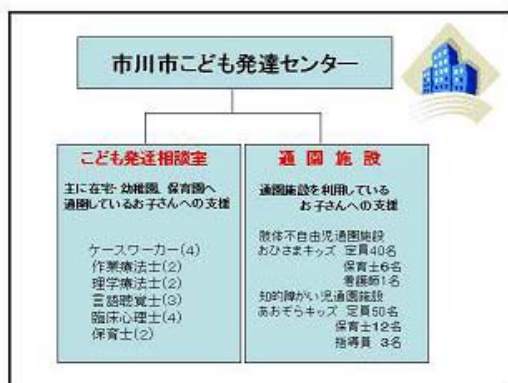 市川市こども発達センター
こども発達相談室
主に在宅・幼稚園、保育園へ
通園しているお子さんへの支援
ケースワーカー(4)
作業療法士(2)
理学療法士(2)
言語聴覚士(3)
臨床心理士(4)
保育士(2)
通園施設
通園施設を利用している
お子さんへの支援
肢体不自由児通園施設
おひさまキッズ 定員40名
保育士6名
看護師1名
知的障がい児通園施設
あおぞらキッズ 定員50名
保育士12名
指導員 3名